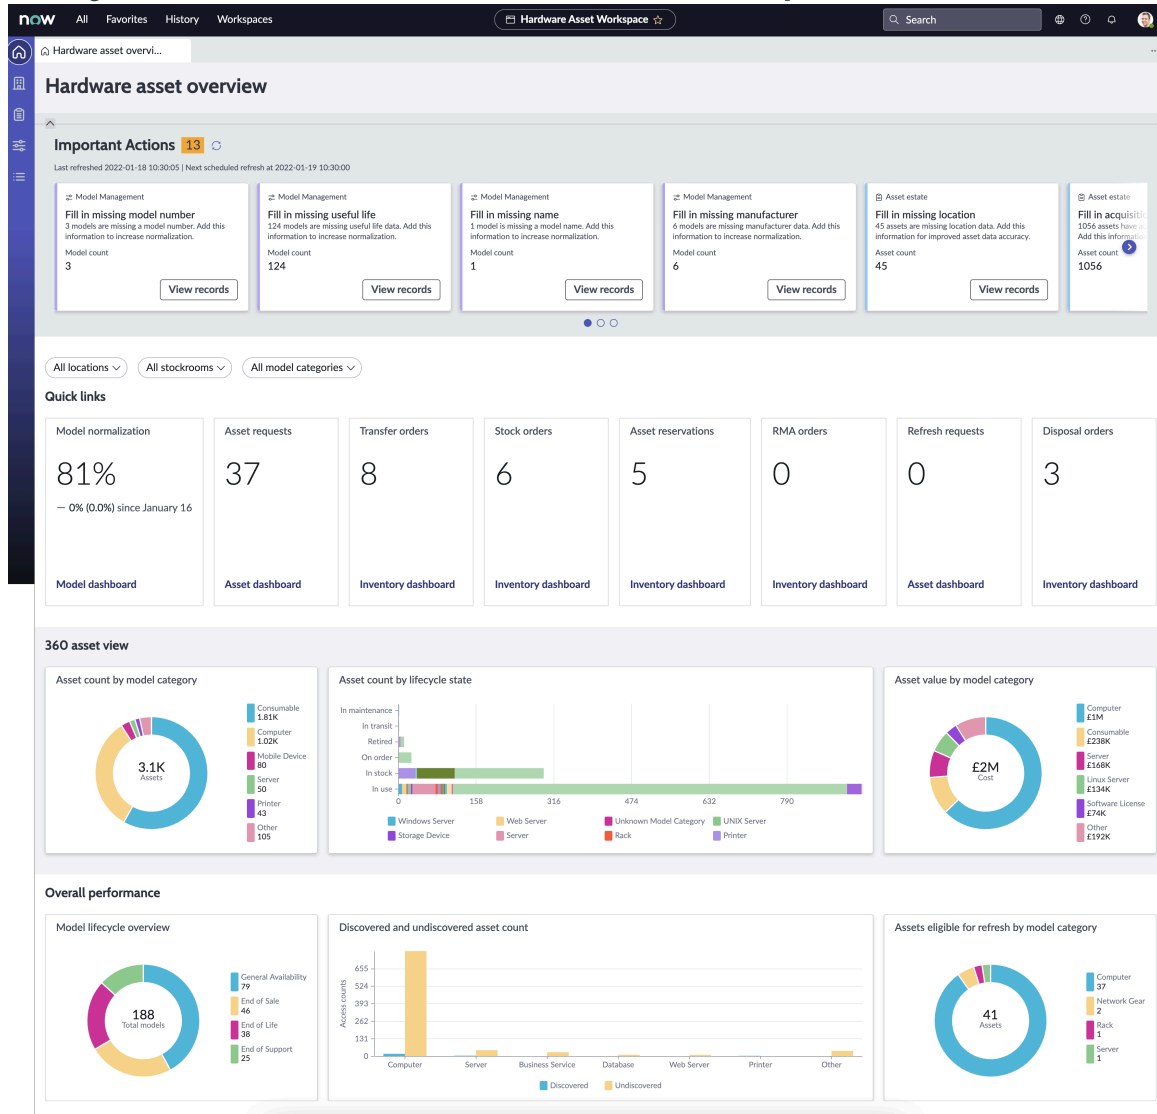 now All Favorites History Workspaces Hardware Asset Workspace Search
Hardware asset overvi...
Hardware asset overview
Important Actions 13
Last refreshed 2022-01-18 10:30:05 | Next scheduled refresh at 2022-01-19 10:30:00
Model Management
Fill in missing model number
3 models are missing a model number. Add this
information to increase normalization.
Model count
3
View records
Model Management
Fill in missing useful life
124 models are missing useful life data. Add this
information to increase normalization.
Model count
124
View records
Model Management
Fill in missing name
1 model is missing a model name. Add this
information to increase normalization.
Model count
1
View records
Model Management
Fill in missing manufacturer
6 models are missing manufacturer data. Add this
information to increase normalization.
Model count
6
View records
Asset estate
Fill in missing location
45 assets are missing location data. Add this
information for improved asset data accuracy.
Asset count
45
View records
Asset estate
Fill in acquisitio
1056 assets have
Add this information
Asset count
1056
All locations All stockrooms All model categories
Quick links
Model normalization
81%
— 0% (0.0%) since January 16
Model dashboard
Asset requests
37
Asset dashboard
Transfer orders
8
Inventory dashboard
Stock orders
6
Inventory dashboard
Asset reservations
5
Inventory dashboard
RMA orders
0
Inventory dashboard
Refresh requests
0
Asset dashboard
Disposal orders
3
Inventory dashboard
360 asset view
Asset count by model category
3.1K
Assets
Consumable
1.81K
Computer
1.02K
Mobile Device
80
Server
50
Printer
43
Other
105
Asset count by lifecycle state
In maintenance
In transit
Retired
On order
In stock
In use
0 158 316 474 632 790
Windows Server Web Server Unknown Model Category UNIX Server
Storage Device Server Rack Printer
Asset value by model category
£2M
Cost
Computer
£1M
Consumable
£238K
Server
£168K
Linux Server
£134K
Software License
£74K
Other
£192K
Overall performance
Model lifecycle overview
188
Total models
General Availability
79
End of Sale
46
End of Life
38
End of Support
25
Discovered and undiscovered asset count
Access counts
655
524
393
262
131
0
Computer Server Business Service Database Web Server Printer Other
Discovered Undiscovered
Assets eligible for refresh by model category
41
Assets
Computer
37
Network Gear
2
Rack
1
Server
1